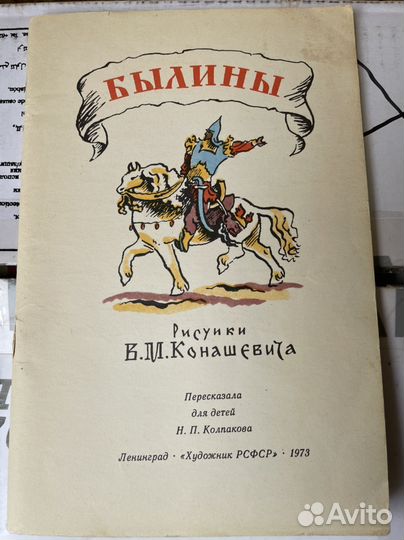 БЫЛИНЫ
Рисунки
В.М.Конашевича
Пересказала
для детей
Н. П. Колпакова
Ленинград · «Художник РСФСР» · 1973
Avito